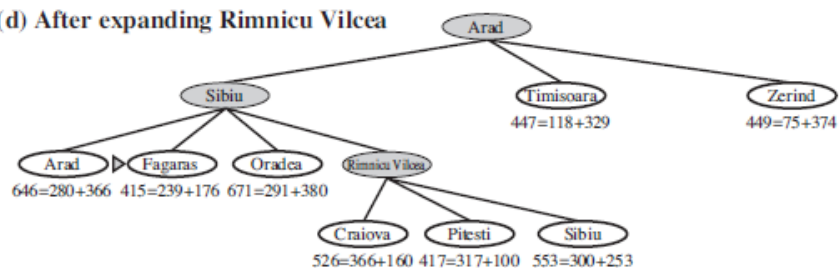 (d) After expanding Rimnicu Vilcea
Arad
Sibiu
Timisoara
Zerind
447=118+329
449=75+374
Arad
Fagaras
Oradea
Rimnicu Vilcea
646=280+366
415=239+176
671=291+380
Craiova
Pitesti
Sibiu
526=366+160
417=317+100
553=300+253